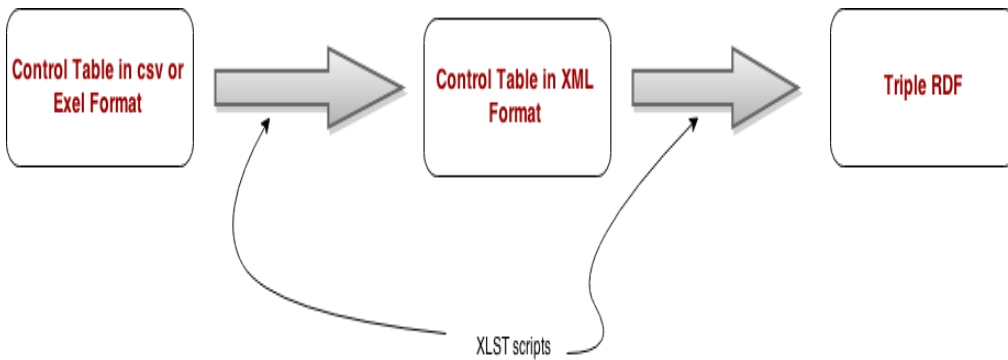 Control Table in csv or
Exel Format
Control Table in XML
Format
Triple RDF
XLST scripts